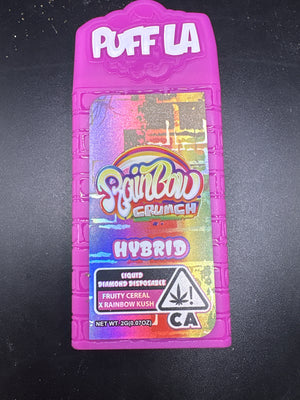 PUFF LA
RainBow
CRUNCH
HYBRID
LIQUID
DIAMOND DISPOSABLE
FRUITY CEREAL
X RAINBOW KUSH
!
CA
NET WT. 2G(0.07OZ)